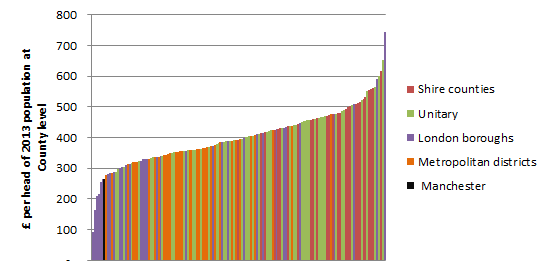 £ per head of 2013 population at
County level
800
700
600
500
400
300
200
100
Shire counties
Unitary
London boroughs
Metropolitan districts
Manchester